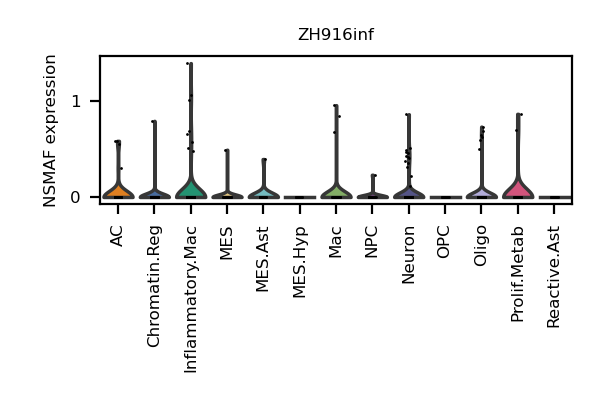 ZH916inf
NSMAF expression
1
0
AC
Chromatin.Reg
Inflammatory.Mac
MES
MES.Ast
MES.Hyp
Mac
NPC
Neuron
OPC
Oligo
Prolif.Metab
Reactive.Ast